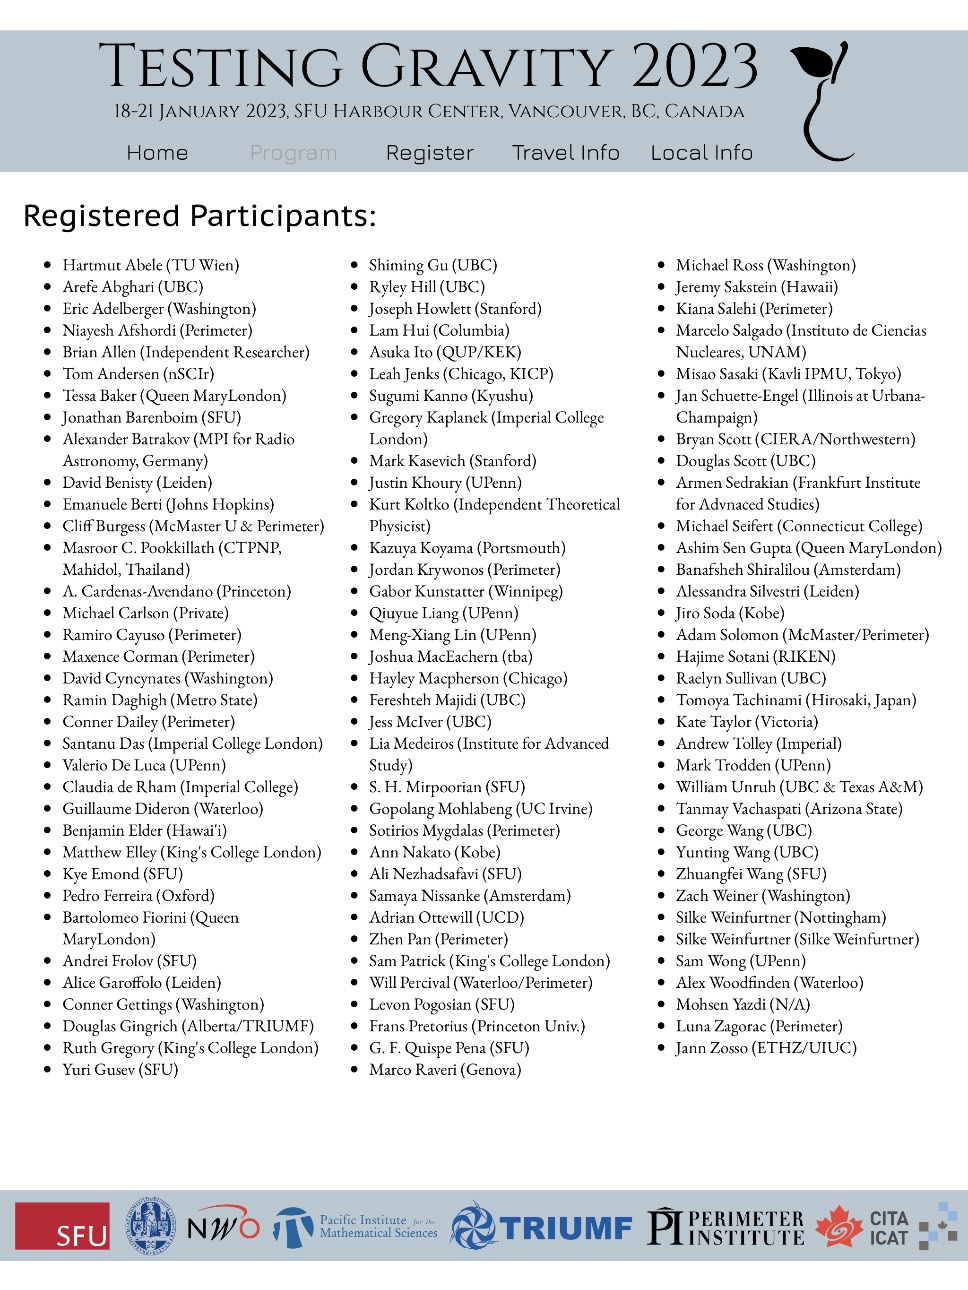 Testing Gravity 2023
18-21 January 2023, SFU Harbour Center, Vancouver, BC, Canada
Home Program Register Travel Info Local Info
Registered Participants:
Hartmut Abele (TU Wien)
Arefe Abghari (UBC)
Eric Adelberger (Washington)
Niayesh Afshordi (Perimeter)
Brian Allen (Independent Researcher)
Tom Andersen (nSCIr)
Tessa Baker (Queen MaryLondon)
Jonathan Barenboim (SFU)
Alexander Batrakov (MPI for Radio
Astronomy, Germany)
David Benisty (Leiden)
Emanuele Berti (Johns Hopkins)
Cliff Burgess (McMaster U & Perimeter)
Masroor C. Pookkillath (CTPNP,
Mahidol, Thailand)
A. Cardenas-Avendano (Princeton)
Michael Carlson (Private)
Ramiro Cayuso (Perimeter)
Maxence Corman (Perimeter)
David Cyncynates (Washington)
Ramin Daghigh (Metro State)
Conner Dailey (Perimeter)
Santanu Das (Imperial College London)
Valerio De Luca (UPenn)
Claudia de Rham (Imperial College)
Guillaume Dideron (Waterloo)
Benjamin Elder (Hawai'i)
Matthew Elley (King's College London)
Kye Emond (SFU)
Pedro Ferreira (Oxford)
Bartolomeo Fiorini (Queen
MaryLondon)
Andrei Frolov (SFU)
Alice Garoffolo (Leiden)
Conner Gettings (Washington)
Douglas Gingrich (Alberta/TRIUMF)
Ruth Gregory (King's College London)
Yuri Gusev (SFU)
Shiming Gu (UBC)
Ryley Hill (UBC)
Joseph Howlett (Stanford)
Lam Hui (Columbia)
Asuka Ito (QUP/KEK)
Leah Jenks (Chicago, KICP)
Sugumi Kanno (Kyushu)
Gregory Kaplanek (Imperial College
London)
Mark Kasevich (Stanford)
Justin Khoury (UPenn)
Kurt Koltko (Independent Theoretical
Physicist)
Kazuya Koyama (Portsmouth)
Jordan Krywonos (Perimeter)
Gabor Kunstatter (Winnipeg)
Qiuyue Liang (UPenn)
Meng-Xiang Lin (UPenn)
Joshua MacEachern (tba)
Hayley Macpherson (Chicago)
Fereshteh Majidi (UBC)
Jess McIver (UBC)
Lia Medeiros (Institute for Advanced
Study)
S. H. Mirpoorian (SFU)
Gopolang Mohlabeng (UC Irvine)
Sotirios Mygdalas (Perimeter)
Ann Nakato (Kobe)
Ali Nezhadsafavi (SFU)
Samaya Nissanke (Amsterdam)
Adrian Ottewill (UCD)
Zhen Pan (Perimeter)
Sam Patrick (King's College London)
Will Percival (Waterloo/Perimeter)
Levon Pogosian (SFU)
Frans Pretorius (Princeton Univ.)
G. F. Quispe Pena (SFU)
Marco Raveri (Genova)
Michael Ross (Washington)
Jeremy Sakstein (Hawaii)
Kiana Salehi (Perimeter)
Marcelo Salgado (Instituto de Ciencias
Nucleares, UNAM)
Misao Sasaki (Kavli IPMU, Tokyo)
Jan Schuette-Engel (Illinois at Urbana-
Champaign)
Bryan Scott (CIERA/Northwestern)
Douglas Scott (UBC)
Armen Sedrakian (Frankfurt Institute
for Advnaced Studies)
Michael Seifert (Connecticut College)
Ashim Sen Gupta (Queen MaryLondon)
Banafsheh Shiralilou (Amsterdam)
Alessandra Silvestri (Leiden)
Jiro Soda (Kobe)
Adam Solomon (McMaster/Perimeter)
Hajime Sotani (RIKEN)
Raelyn Sullivan (UBC)
Tomoya Tachinami (Hirosaki, Japan)
Kate Taylor (Victoria)
Andrew Tolley (Imperial)
Mark Trodden (UPenn)
William Unruh (UBC & Texas A&M)
Tanmay Vachaspati (Arizona State)
George Wang (UBC)
Yunting Wang (UBC)
Zhuangfei Wang (SFU)
Zach Weiner (Washington)
Silke Weinfurtner (Nottingham)
Silke Weinfurtner (Silke Weinfurtner)
Sam Wong (UPenn)
Alex Woodfinden (Waterloo)
Mohsen Yazdi (N/A)
Luna Zagorac (Perimeter)
Jann Zosso (ETHZ/UIUC)
SFU
NWO
Pacific Institute for the
Mathematical Sciences
TRIUMF
PI PERIMETER
INSTITUTE
CITA
ICAT